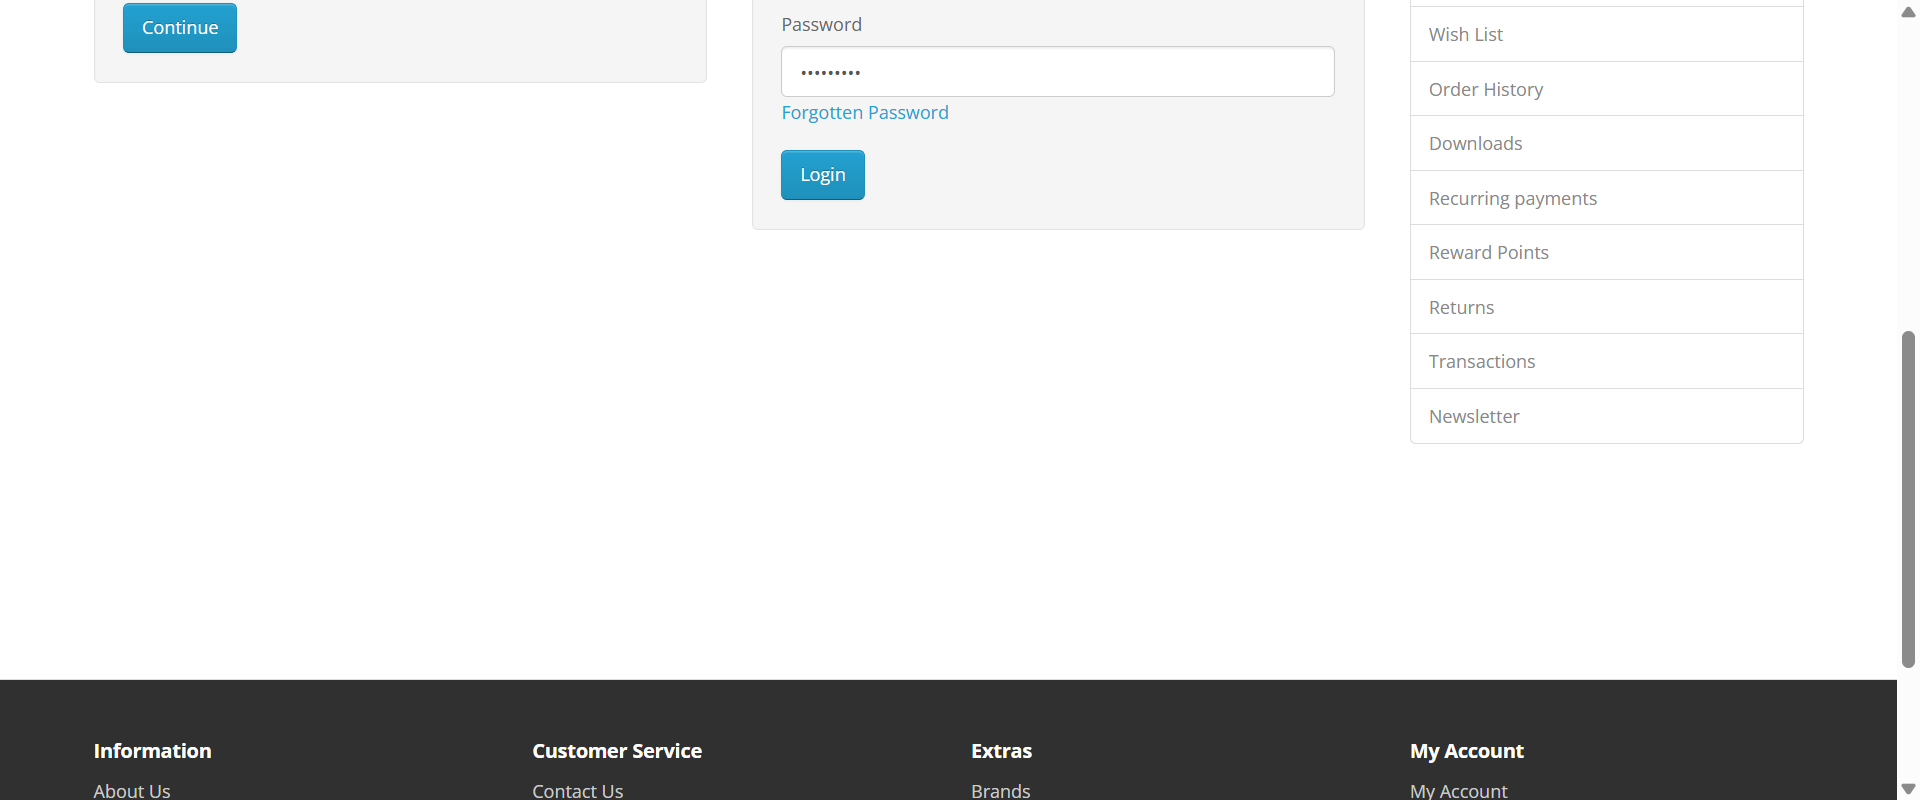 Continue
Password
•••••••••
Forgotten Password
Login
Wish List
Order History
Downloads
Recurring payments
Reward Points
Returns
Transactions
Newsletter
Information
About Us
Customer Service
Contact Us
Extras
Brands
My Account
My Account